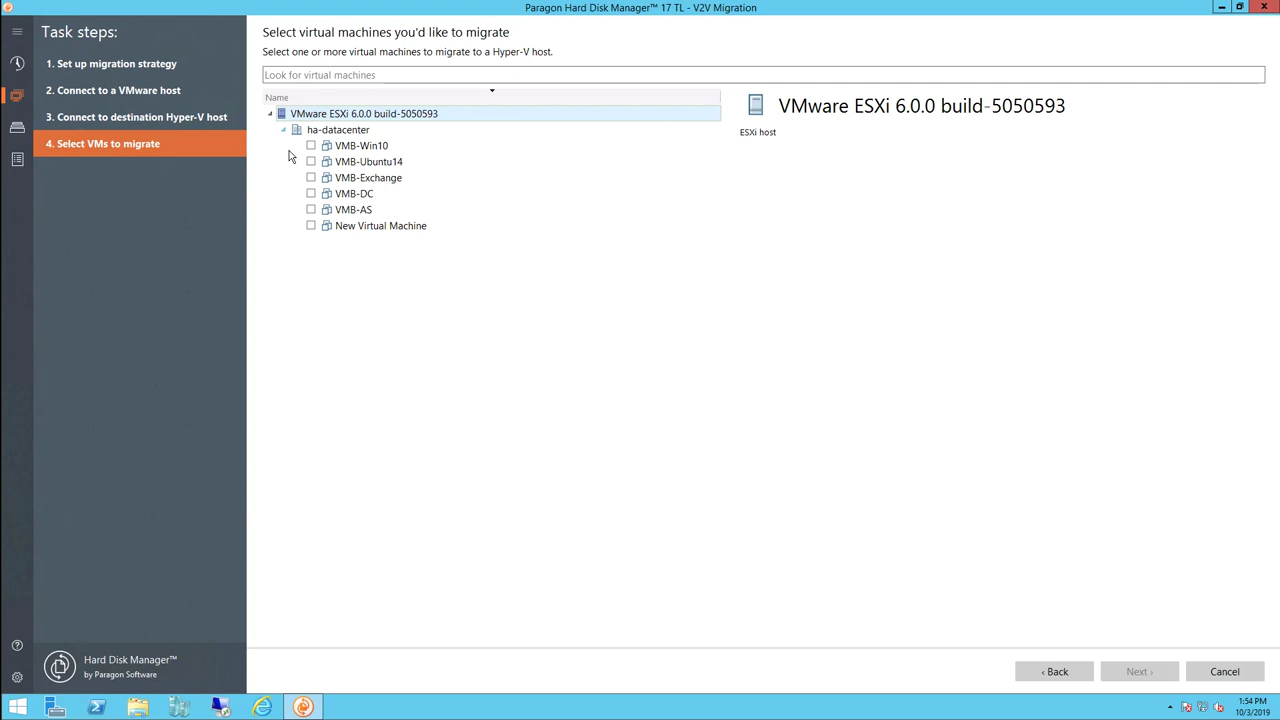 Paragon Hard Disk Manager™ 17 TL - V2V Migration
Task steps:
1. Set up migration strategy
2. Connect to a VMware host
3. Connect to destination Hyper-V host
4. Select VMs to migrate
Select virtual machines you'd like to migrate
Select one or more virtual machines to migrate to a Hyper-V host.
Look for virtual machines
Name
VMware ESXi 6.0.0 build-5050593
ha-datacenter
VMB-Win10
VMB-Ubuntu14
VMB-Exchange
VMB-DC
VMB-AS
New Virtual Machine
VMware ESXi 6.0.0 build-5050593
ESXi host
Hard Disk Manager™
by Paragon Software
‹ Back
Next ›
Cancel
1:54 PM
10/3/2019